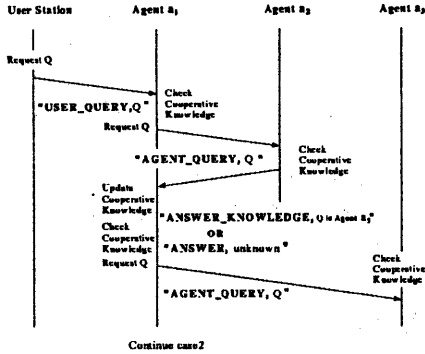 User Station Agent a₁ Agent a₂ Agent a₃
Request Q
Check
Cooperative
Knowledge
"USER_QUERY,Q"
Request Q
Check
Cooperative
Knowledge
"AGENT_QUERY, Q "
Update
Cooperative
Knowledge
"ANSWER_KNOWLEDGE, Q is Agent a₃"
OR
"ANSWER, unknown"
Check
Cooperative
Knowledge
Request Q
Check
Cooperative
Knowledge
"AGENT_QUERY, Q"
Continue case2